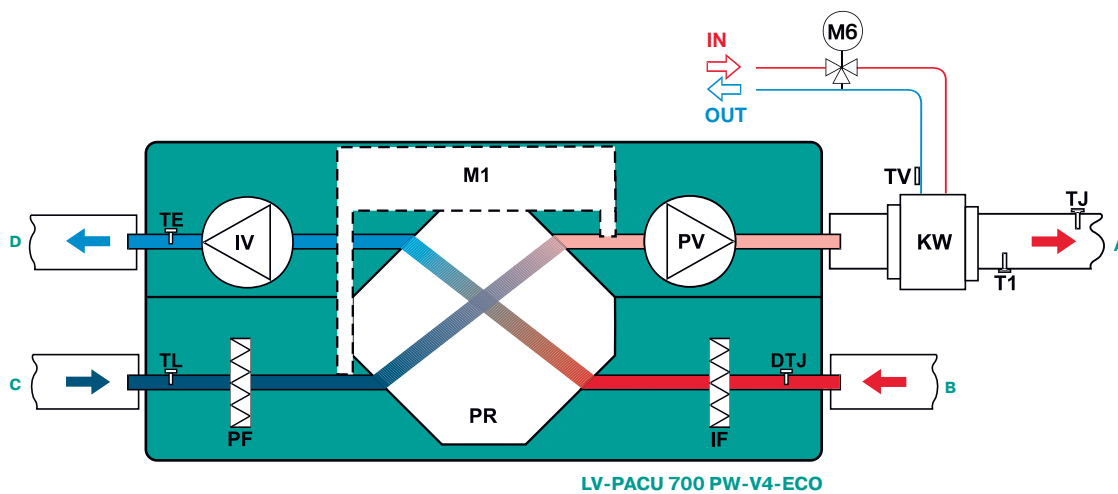 IN
M6
OUT
M1
TV
TJ
D
TE
IV
PV
KW
A
T1
C
TL
DTJ
B
PF
PR
IF
LV-PACU 700 PW-V4-ECO